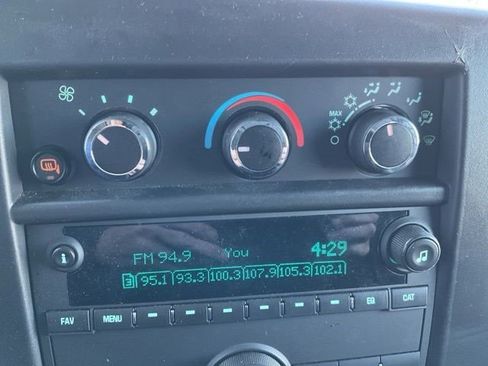 MAX
FM 94.9 You 4:29
3 95.1 93.3 100.3 107.9 105.3 102.1
i
FAV MENU EQ CAT